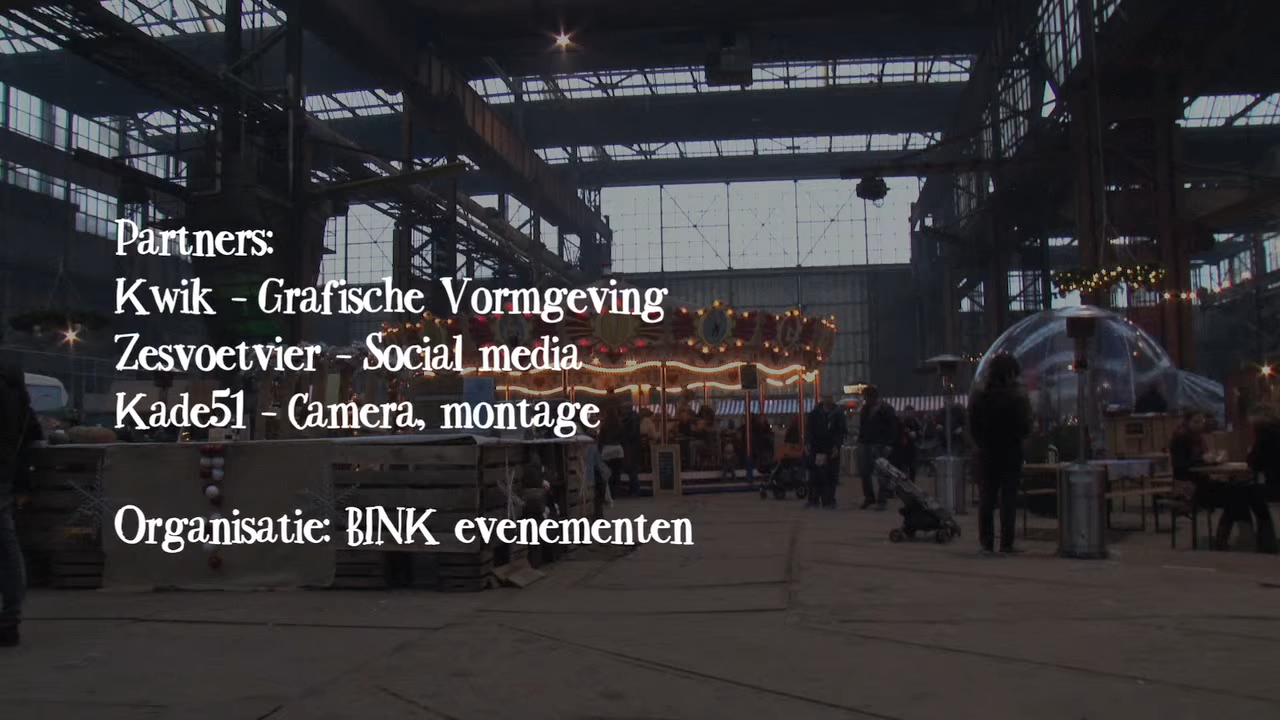 Partners:
Kwik - Grafische Vormgeving
Zesvoetvier - Social media
Kade51 - Camera, montage
Organisatie: BINK evenementen